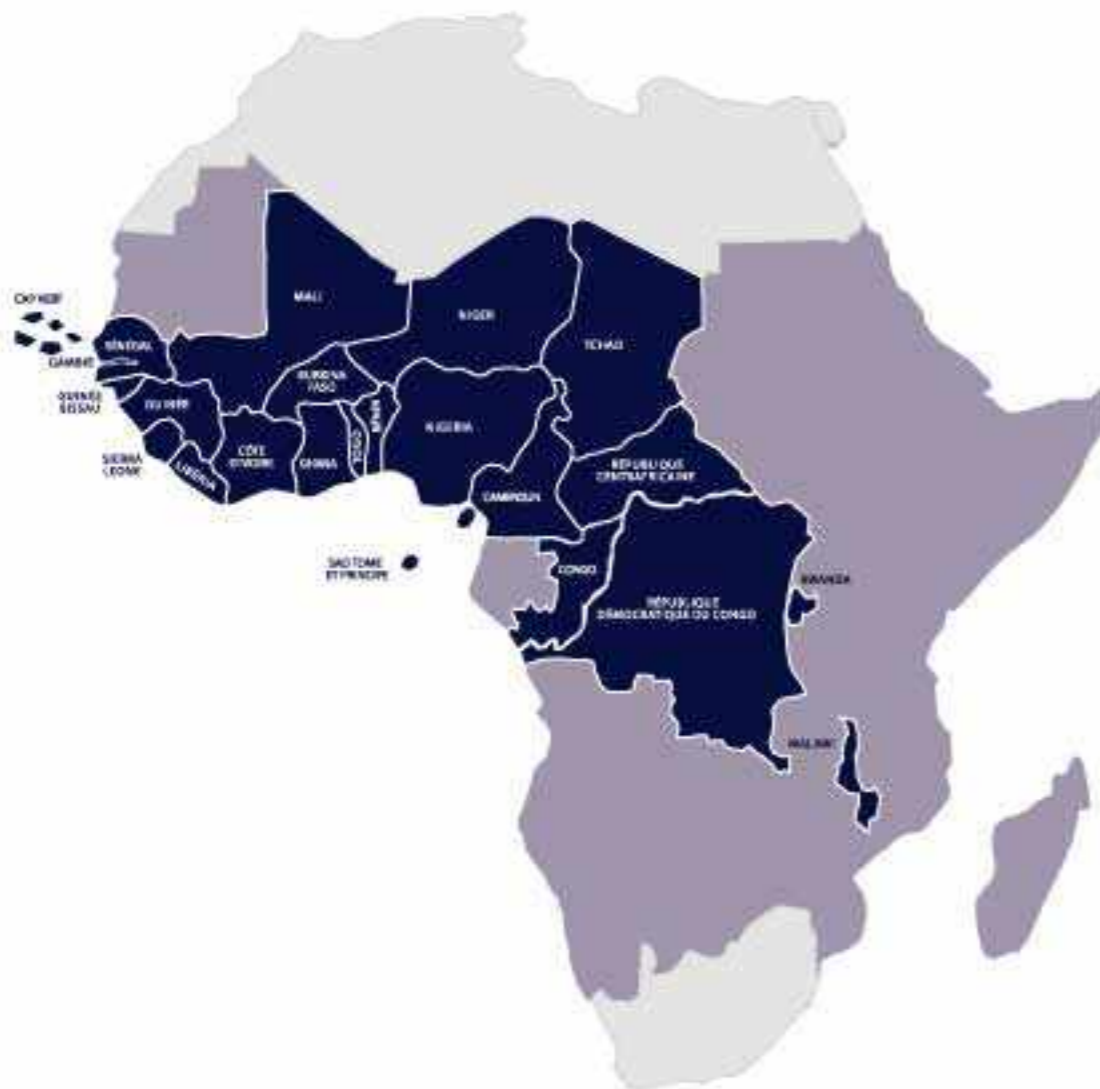 CAP VERT
MALI
NIGER
TCHAD
SÉNÉGAL
GAMBIE
BURKINA
FASO
GUINÉE
BISSAU
GUINÉE
BÉNIN
NIGERIA
TOGO
CÔTE
D'IVOIRE
GHANA
SIERRA
LEONE
LIBÉRIA
RÉPUBLIQUE
CENTRAFRICAINE
CAMEROUN
SAO TOME
ET PRINCIPE
CONGO
RWANDA
RÉPUBLIQUE
DÉMOCRATIQUE DU CONGO
MALAWI